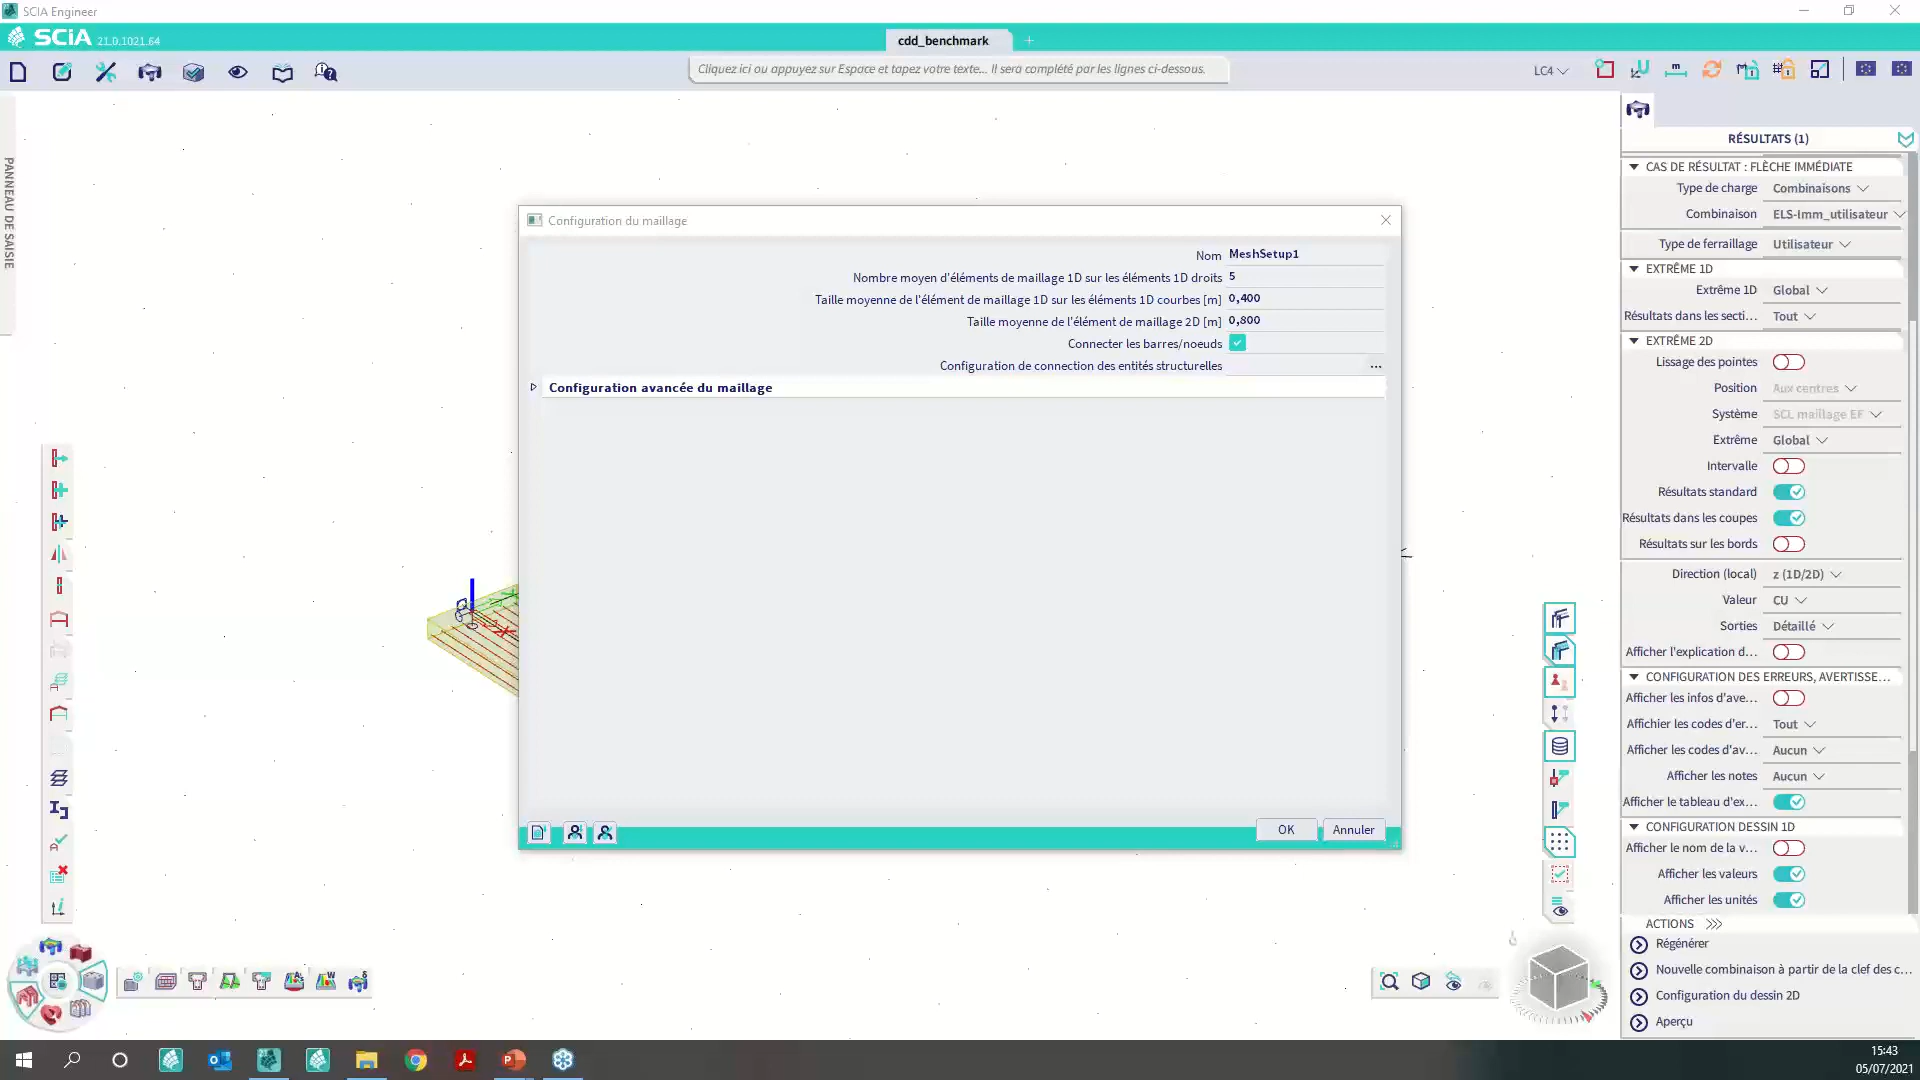 SCIA Engineer
SCiA 21.0.1021.64
cdd_benchmark
Cliquez ici ou appuyez sur Espace et tapez votre texte... Il sera complété par les lignes ci-dessous.
LC4
PANNEAU DE SAISIE
Configuration du maillage
Nom MeshSetup1
Nombre moyen d'éléments de maillage 1D sur les éléments 1D droits 5
Taille moyenne de l'élément de maillage 1D sur les éléments 1D courbes [m] 0,400
Taille moyenne de l'élément de maillage 2D [m] 0,800
Connecter les barres/noeuds
Configuration de connection des entités structurelles ...
Configuration avancée du maillage
OK
Annuler
RÉSULTATS (1)
CAS DE RÉSULTAT : FLÈCHE IMMÉDIATE
Type de charge Combinaisons
Combinaison ELS-Imm_utilisateur
Type de ferraillage Utilisateur
EXTRÊME 1D
Extrême 1D Global
Résultats dans les secti... Tout
EXTRÊME 2D
Lissage des pointes
Position Aux centres
Système SCL maillage EF
Extrême Global
Intervalle
Résultats standard
Résultats dans les coupes
Résultats sur les bords
Direction (local) z (1D/2D)
Valeur CU
Sorties Détaillé
Afficher l'explication d...
CONFIGURATION DES ERREURS, AVERTISSE...
Afficher les infos d'ave...
Affichier les codes d'er... Tout
Afficher les codes d'av... Aucun
Afficher les notes Aucun
Afficher le tableau d'ex...
CONFIGURATION DESSIN 1D
Afficher le nom de la v...
Afficher les valeurs
Afficher les unités
ACTIONS >>>
Régénérer
Nouvelle combinaison à partir de la clef des c...
Configuration du dessin 2D
Aperçu
15:43
05/07/2021